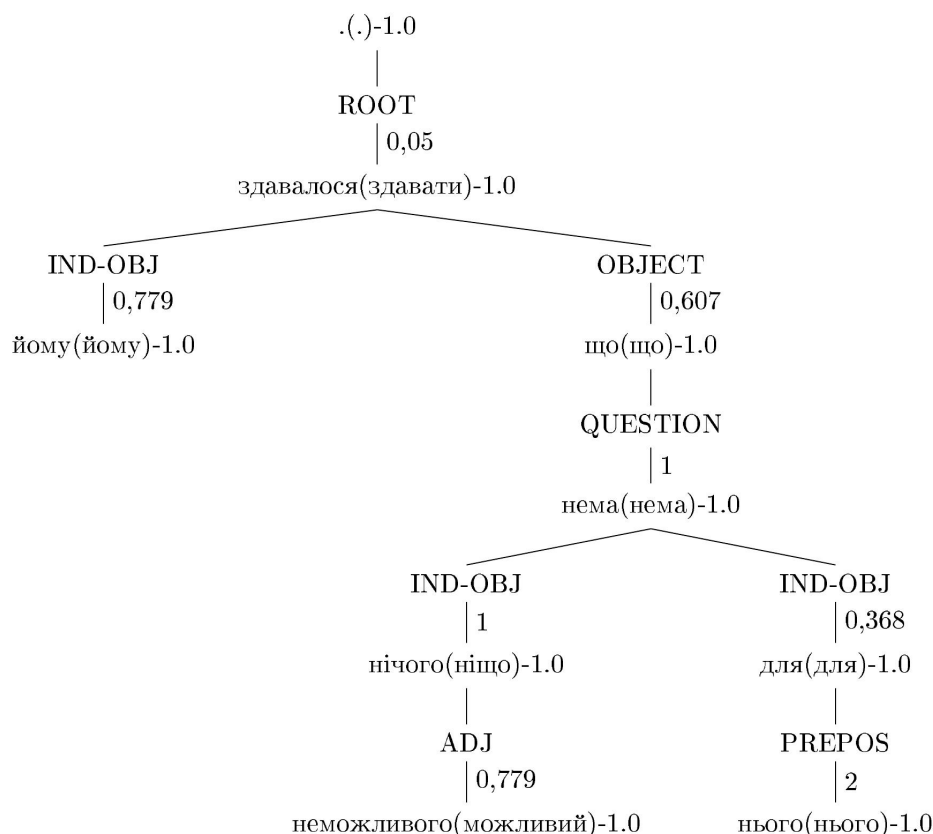 .(.)-1.0
ROOT
0,05
здавалося(здавати)-1.0
IND-OBJ OBJECT
0,779 0,607
йому(йому)-1.0 що(що)-1.0
QUESTION
1
нема(нема)-1.0
IND-OBJ IND-OBJ
1 0,368
нічого(ніщо)-1.0 для(для)-1.0
ADJ PREPOS
0,779 2
неможливого(можливий)-1.0 нього(нього)-1.0